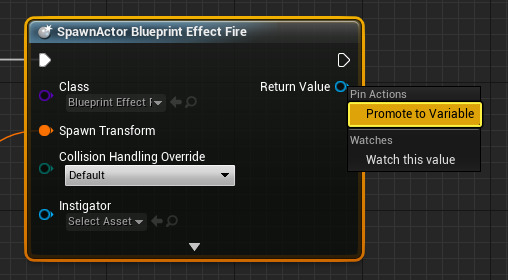 SpawnActor Blueprint Effect Fire
Class
Blueprint Effect F
Return Value
Pin Actions
Promote to Variable
Watches
Watch this value
Spawn Transform
Collision Handling Override
Default
Instigator
Select Asset